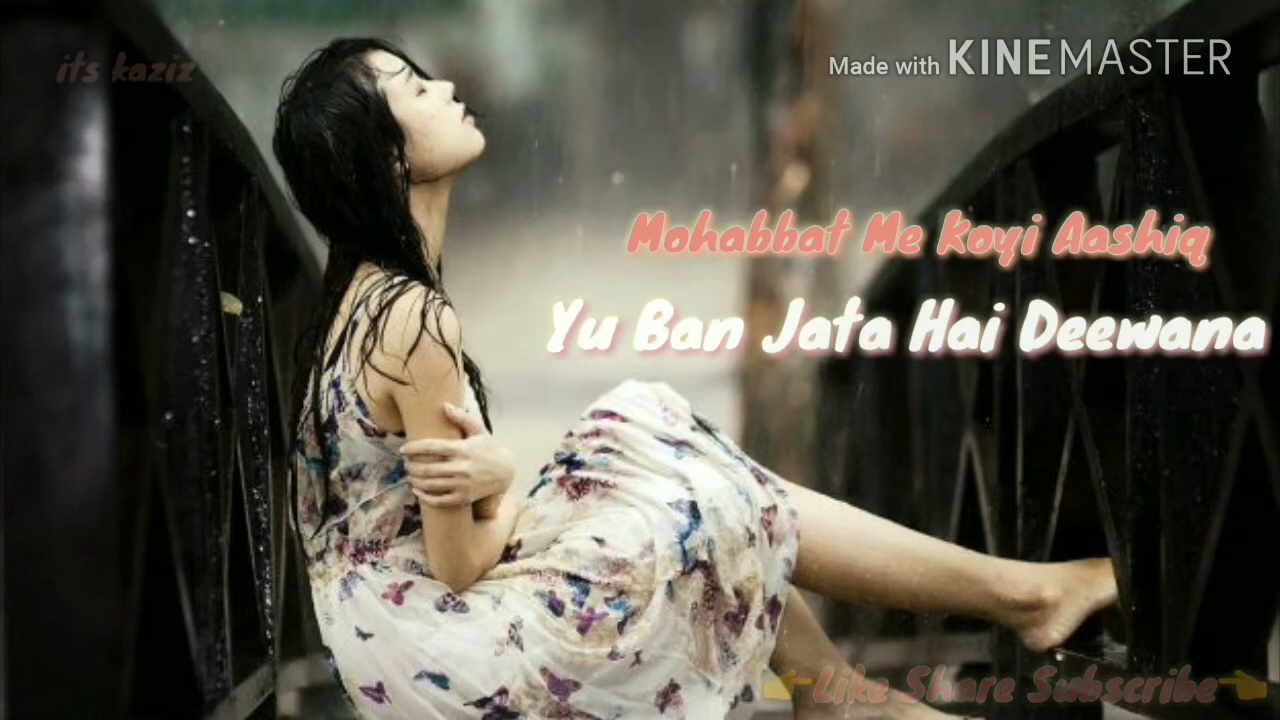 its kaziz
Made with KINEMASTER
Mohabbat Me Koyi Aashiq
Yu Ban Jata Hai Deewana
👉Like Share Subscribe👈